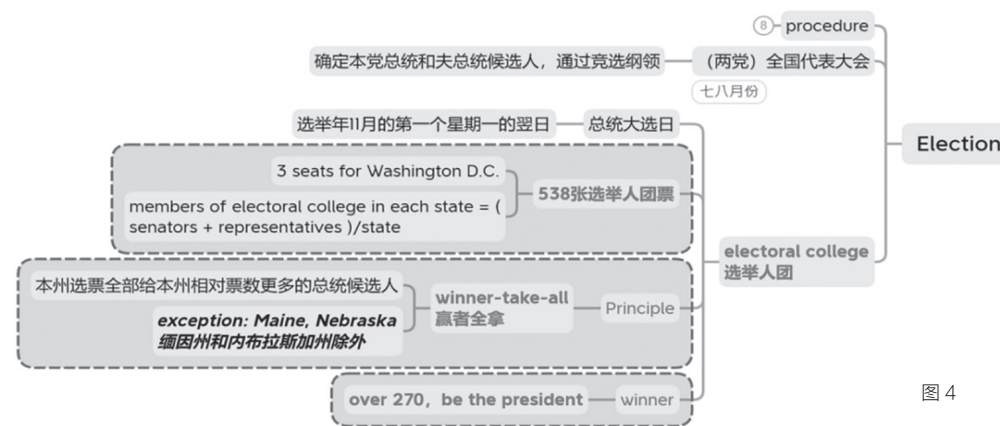 8
procedure
确定本党总统和夫总统候选人，通过竞选纲领
（两党）全国代表大会
七八月份
选举年11月的第一个星期一的翌日
总统大选日
Election
3 seats for Washington D.C.
538张选举人团票
members of electoral college in each state = (
senators + representatives )/state
electoral college
选举人团
本州选票全部给本州相对票数更多的总统候选人
winner-take-all
赢者全拿
Principle
exception: Maine, Nebraska
缅因州和内布拉斯加州除外
over 270，be the president
winner
图 4